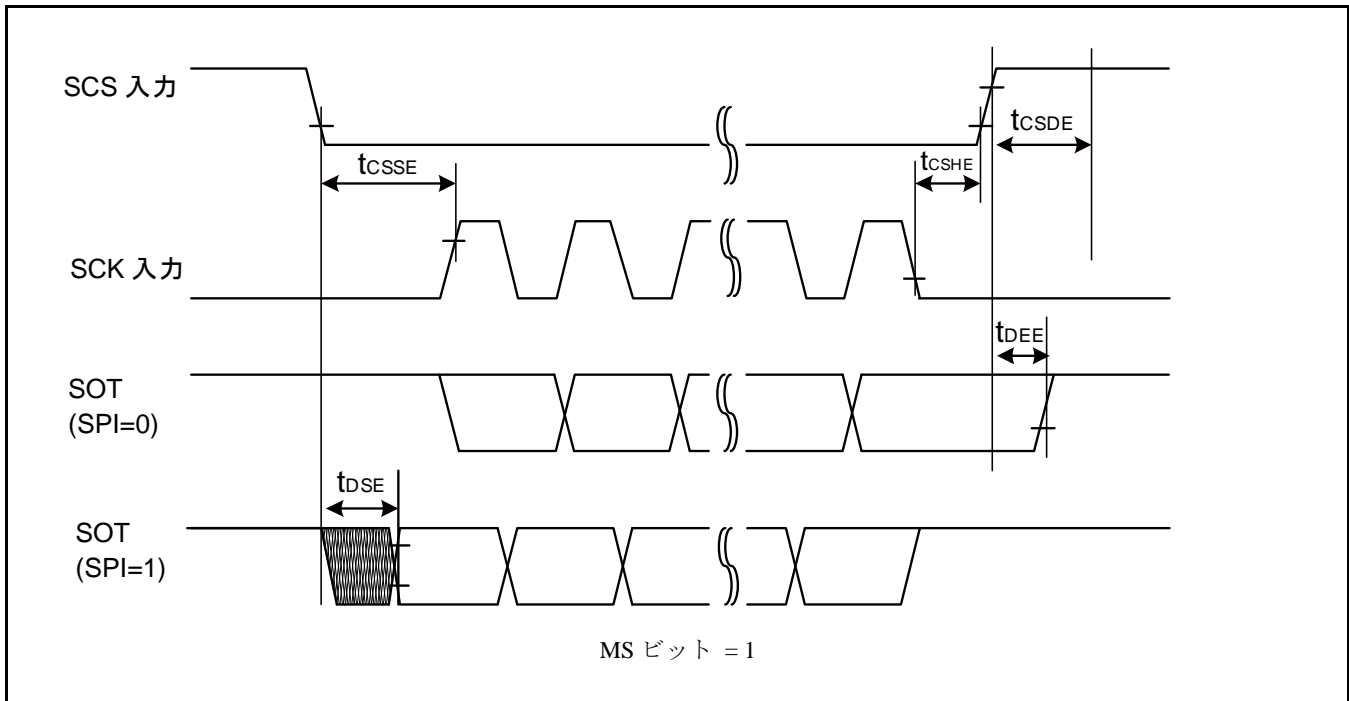 SCS 入力
tCSDE
tCSSE
tCSHE
SCK 入力
tDEE
SOT
(SPI=0)
tDSE
SOT
(SPI=1)
MS ビット = 1